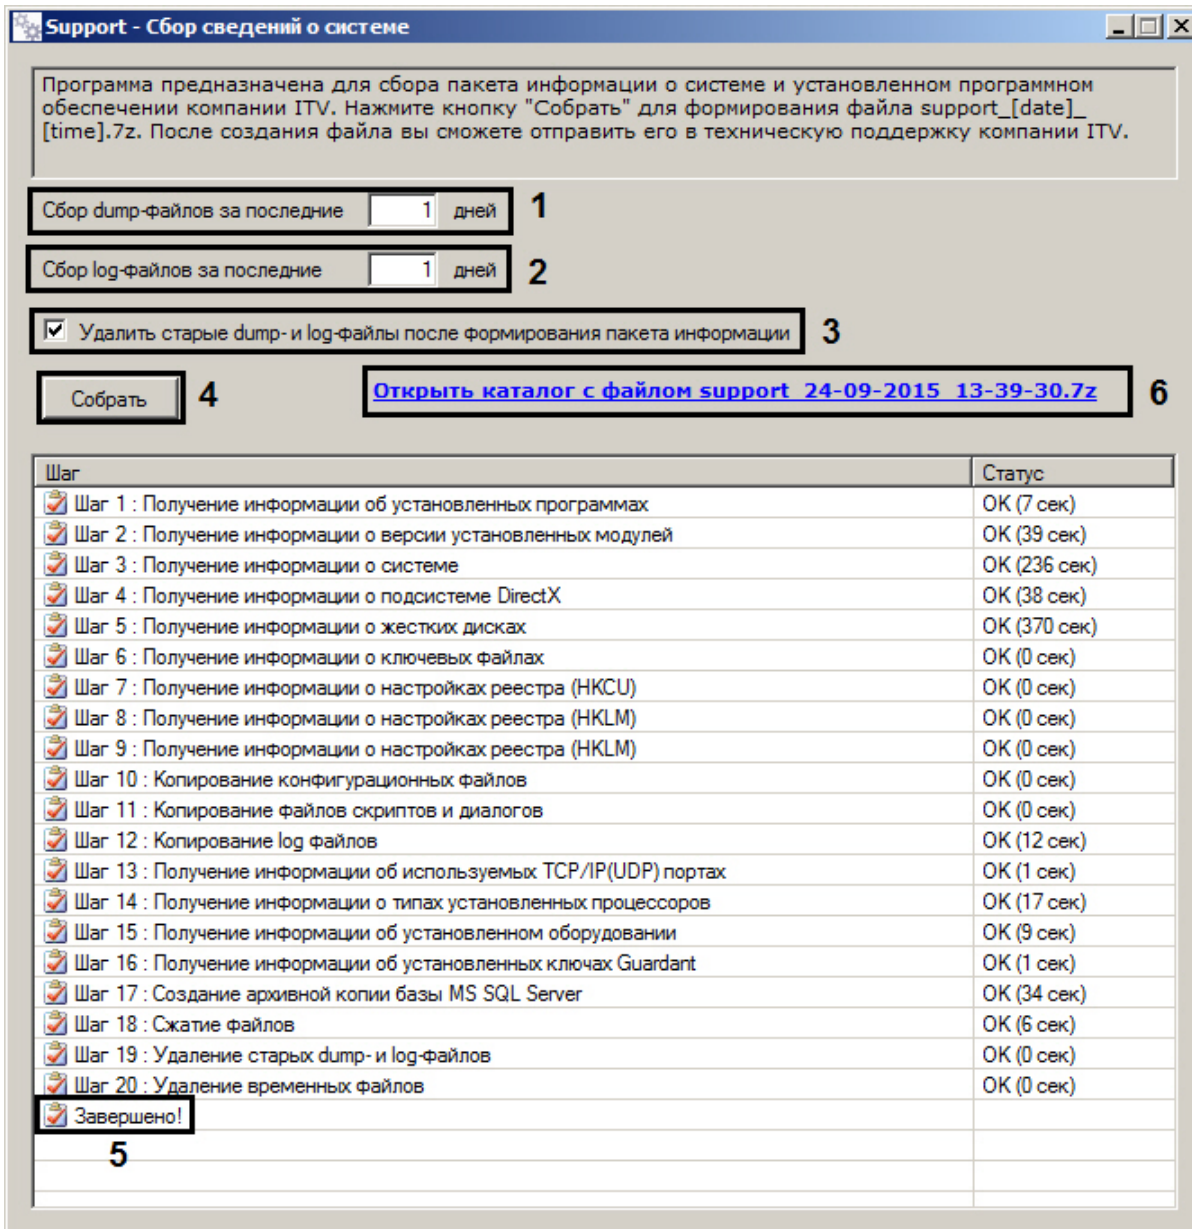 Support - Сбор сведений о системе
Программа предназначена для сбора пакета информации о системе и установленном программном
обеспечении компании ITV. Нажмите кнопку "Собрать" для формирования файла support_[date]_
[time].7z. После создания файла вы сможете отправить его в техническую поддержку компании ITV.
Сбор dump-файлов за последние 1 дней 1
Сбор log-файлов за последние 1 дней 2
Удалить старые dump- и log-файлы после формирования пакета информации 3
Собрать 4 Открыть каталог с файлом support_24-09-2015_13-39-30.7z 6
Шаг Статус
Шаг 1 : Получение информации об установленных программах OK (7 сек)
Шаг 2 : Получение информации о версии установленных модулей OK (39 сек)
Шаг 3 : Получение информации о системе OK (236 сек)
Шаг 4 : Получение информации о подсистеме DirectX OK (38 сек)
Шаг 5 : Получение информации о жестких дисках OK (370 сек)
Шаг 6 : Получение информации о ключевых файлах OK (0 сек)
Шаг 7 : Получение информации о настройках реестра (HKCU) OK (0 сек)
Шаг 8 : Получение информации о настройках реестра (HKLM) OK (0 сек)
Шаг 9 : Получение информации о настройках реестра (HKLM) OK (0 сек)
Шаг 10 : Копирование конфигурационных файлов OK (0 сек)
Шаг 11 : Копирование файлов скриптов и диалогов OK (0 сек)
Шаг 12 : Копирование log файлов OK (12 сек)
Шаг 13 : Получение информации об используемых TCP/IP(UDP) портах OK (1 сек)
Шаг 14 : Получение информации о типах установленных процессоров OK (17 сек)
Шаг 15 : Получение информации об установленном оборудовании OK (9 сек)
Шаг 16 : Получение информации об установленных ключах Guardant OK (1 сек)
Шаг 17 : Создание архивной копии базы MS SQL Server OK (34 сек)
Шаг 18 : Сжатие файлов OK (6 сек)
Шаг 19 : Удаление старых dump- и log-файлов OK (0 сек)
Шаг 20 : Удаление временных файлов OK (0 сек)
Завершено!
5